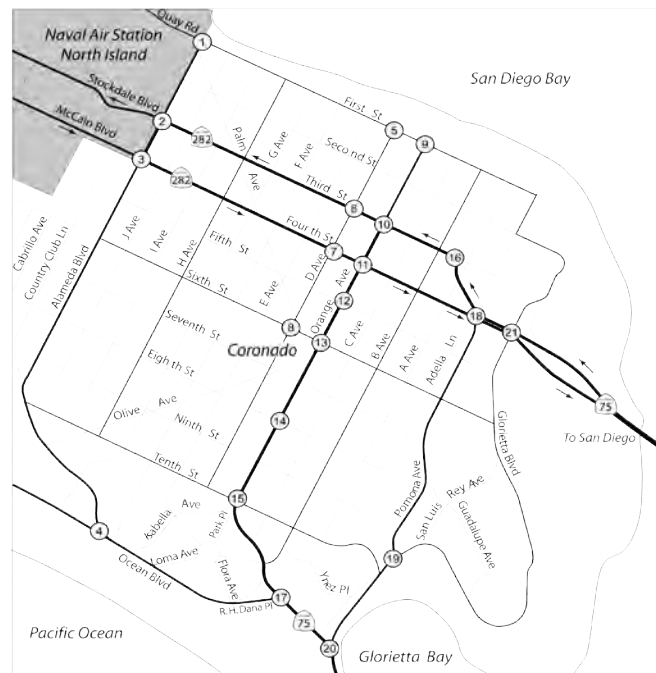 Quay Rd
Naval Air Station
North Island
1
San Diego Bay
Stockdale Blvd
First St
McCain Blvd
2
282
Palm
Ave
G Ave
F Ave
Second St
5
9
3
282
Third St
6
10
Cabrillo Ave
Country Club Ln
Alameda Blvd
J Ave
I Ave
H Ave
Fifth St
Fourth St
7
11
16
Sixth St
E Ave
D Ave
Orange Ave
12
C Ave
B Ave
A Ave
Adella Ln
18
21
Seventh St
8
Coronado
13
Eighth St
75
To San Diego
Olive Ave
Ninth St
14
Glorietta Blvd
Tenth St
Pomona Ave
San Luis Rey Ave
Guadalupe Ave
15
Isabella Ave
Park Pl
4
Loma Ave
Ocean Blvd
Flora Ave
19
Ynez Pl
R.H. Dana Pl
17
75
20
Pacific Ocean
Glorietta Bay